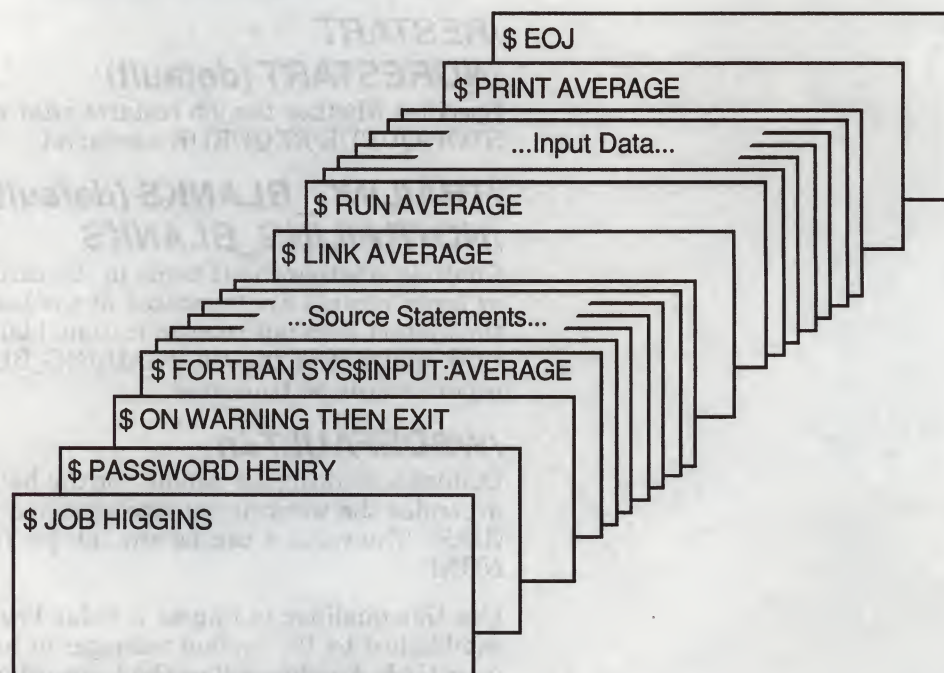 $ EOJ
$ PRINT AVERAGE
...Input Data...
$ RUN AVERAGE
$ LINK AVERAGE
...Source Statements...
$ FORTRAN SYS$INPUT:AVERAGE
$ ON WARNING THEN EXIT
$ PASSWORD HENRY
$ JOB HIGGINS